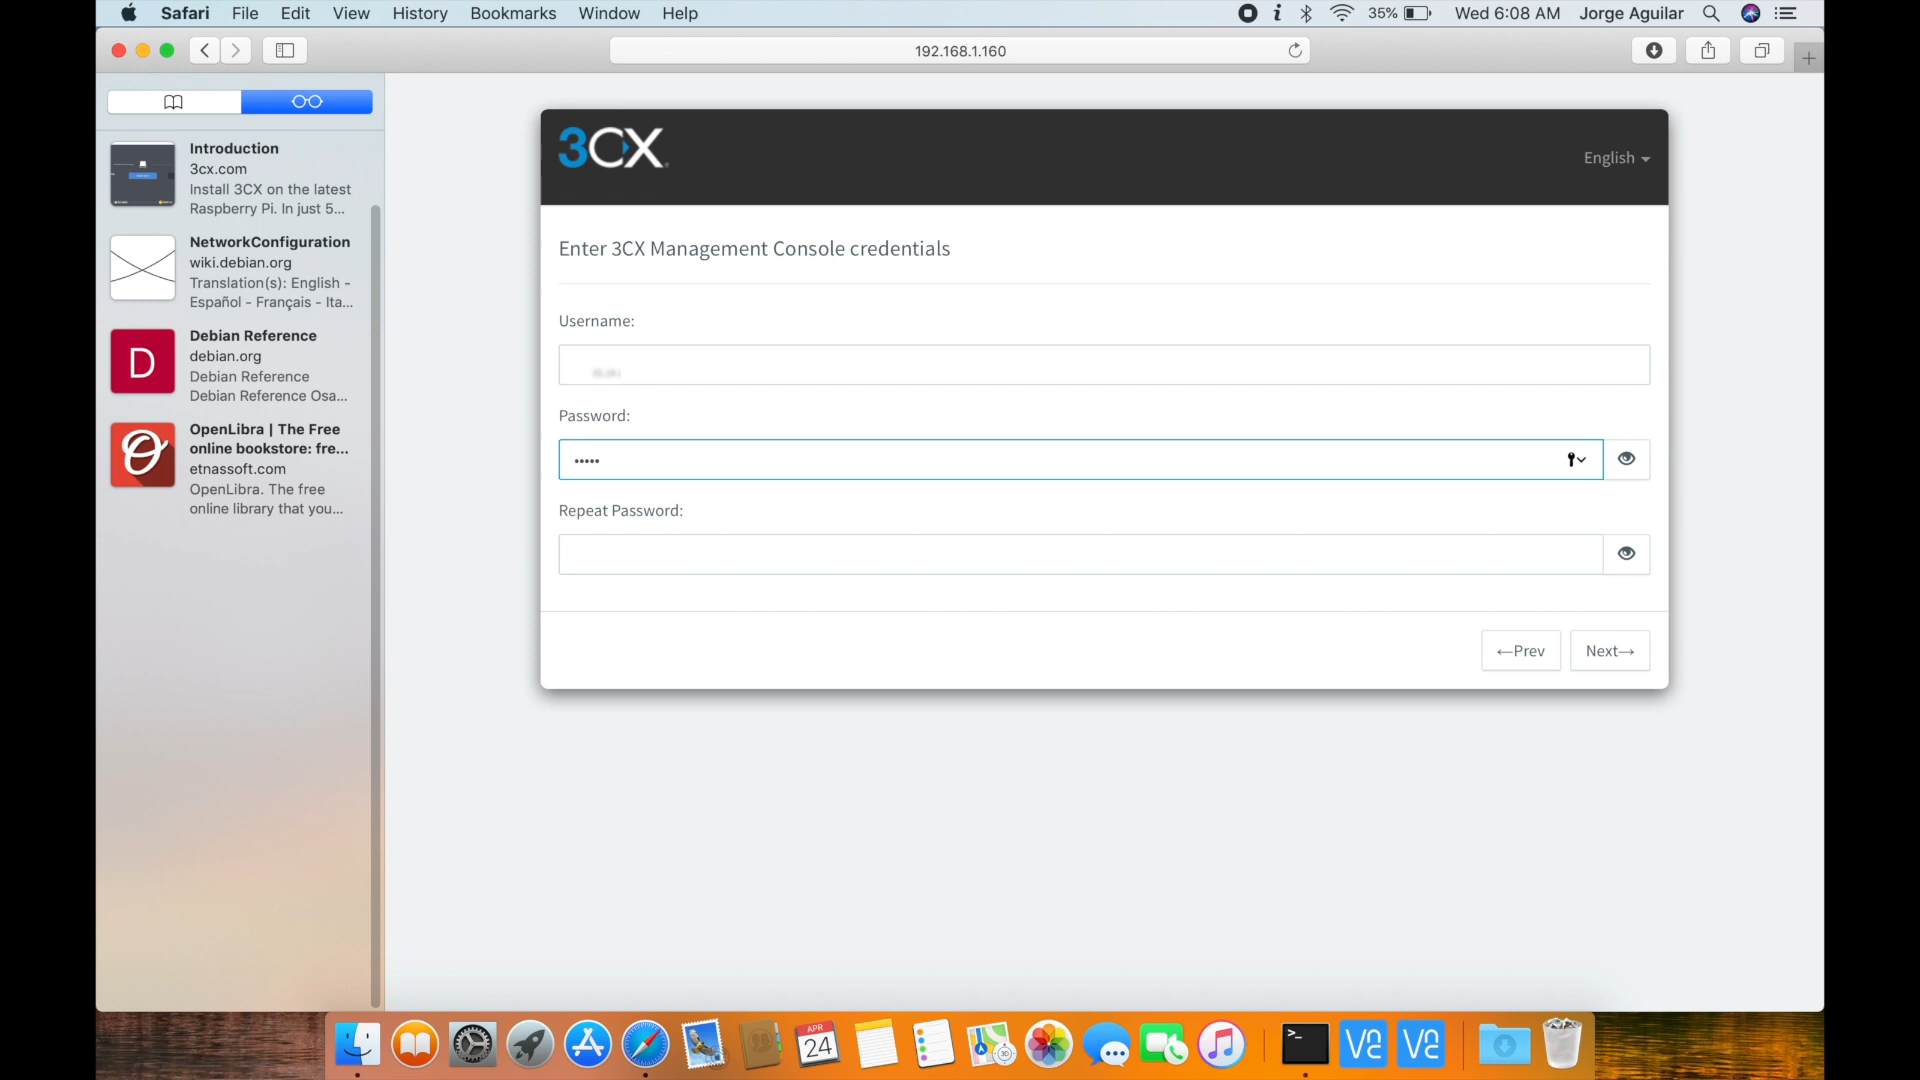 Safari File Edit View History Bookmarks Window Help
35% Wed 6:08 AM Jorge Aguilar
192.168.1.160
Introduction
3cx.com
Install 3CX on the latest
Raspberry Pi. In just 5...
NetworkConfiguration
wiki.debian.org
Translation(s): English -
Español - Français - Ita...
D
Debian Reference
debian.org
Debian Reference
Debian Reference Osa...
OpenLibra | The Free
online bookstore: fre...
etnassoft.com
OpenLibra. The free
online library that you...
3CX
English
Enter 3CX Management Console credentials
Username:
Password:
•••••
Repeat Password:
←Prev
Next→
APR
24
3D
>_